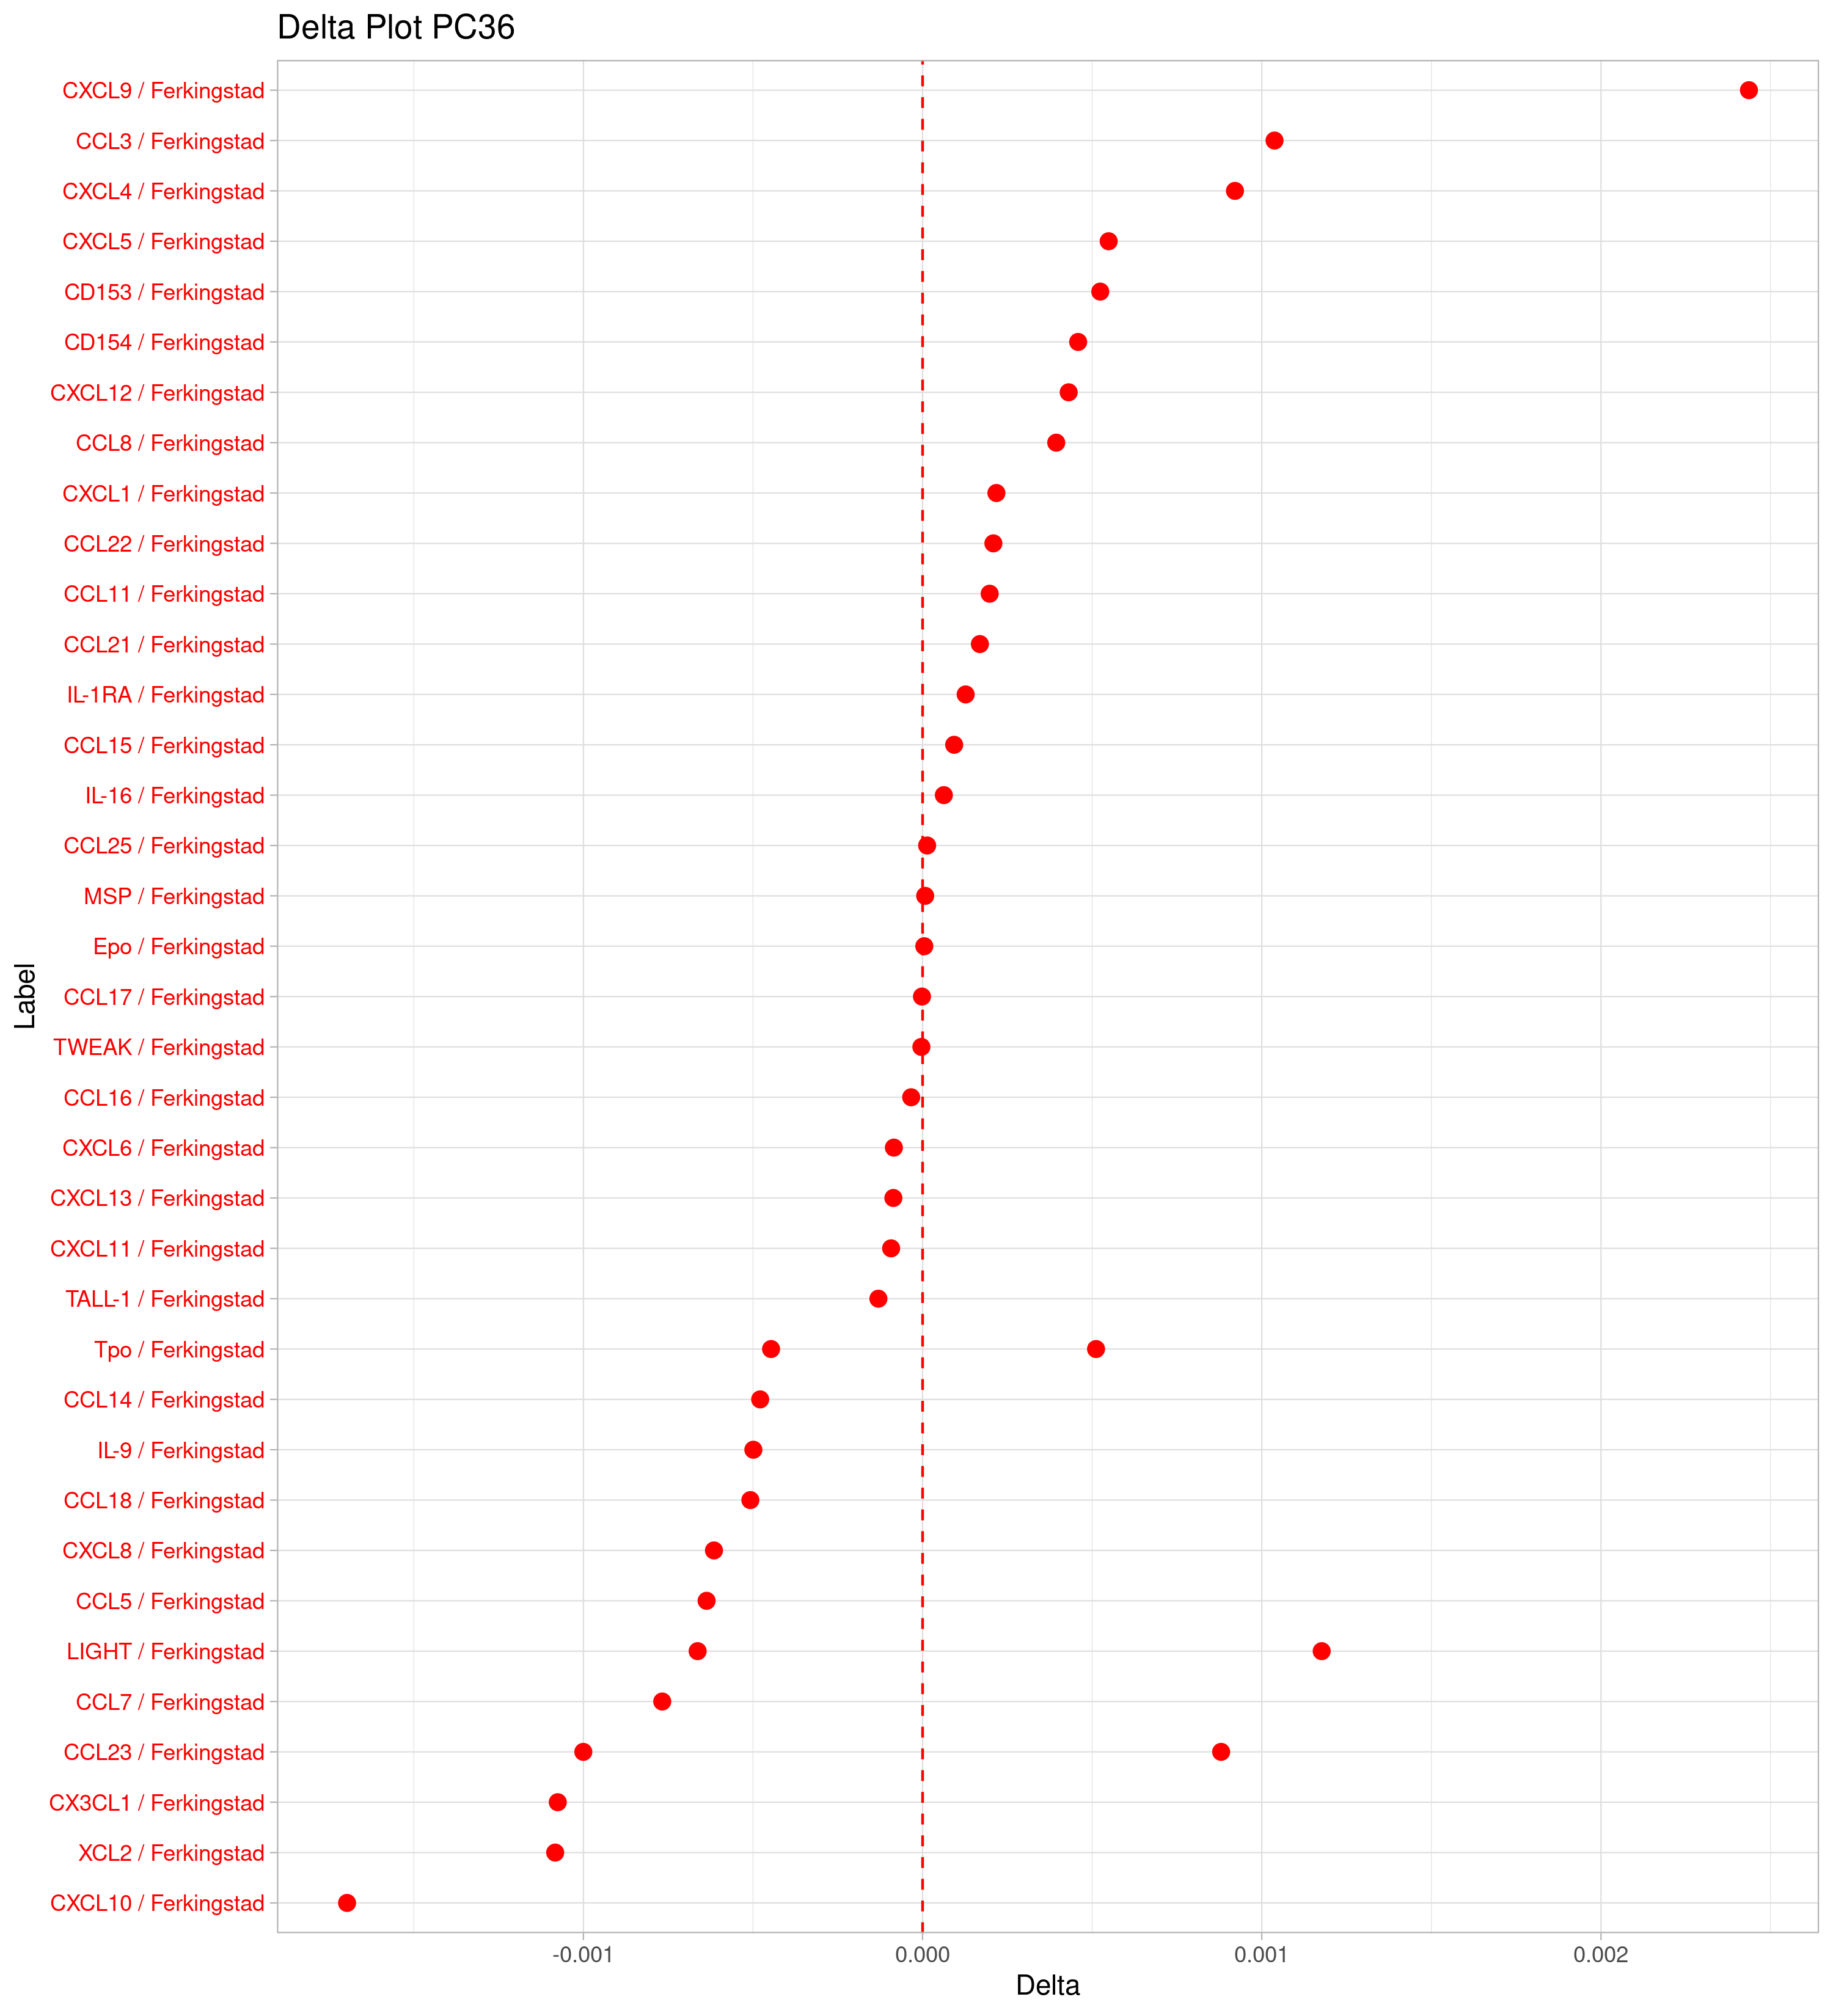 Delta Plot PC36
CXCL9 / Ferkingstad
CCL3 / Ferkingstad
CXCL4 / Ferkingstad
CXCL5 / Ferkingstad
CD153 / Ferkingstad
CD154 / Ferkingstad
CXCL12 / Ferkingstad
CCL8 / Ferkingstad
CXCL1 / Ferkingstad
CCL22 / Ferkingstad
CCL11 / Ferkingstad
CCL21 / Ferkingstad
IL-1RA / Ferkingstad
CCL15 / Ferkingstad
IL-16 / Ferkingstad
CCL25 / Ferkingstad
MSP / Ferkingstad
Epo / Ferkingstad
CCL17 / Ferkingstad
TWEAK / Ferkingstad
CCL16 / Ferkingstad
CXCL6 / Ferkingstad
CXCL13 / Ferkingstad
CXCL11 / Ferkingstad
TALL-1 / Ferkingstad
Tpo / Ferkingstad
CCL14 / Ferkingstad
IL-9 / Ferkingstad
CCL18 / Ferkingstad
CXCL8 / Ferkingstad
CCL5 / Ferkingstad
LIGHT / Ferkingstad
CCL7 / Ferkingstad
CCL23 / Ferkingstad
CX3CL1 / Ferkingstad
XCL2 / Ferkingstad
CXCL10 / Ferkingstad
Label
-0.001 0.000 0.001 0.002
Delta